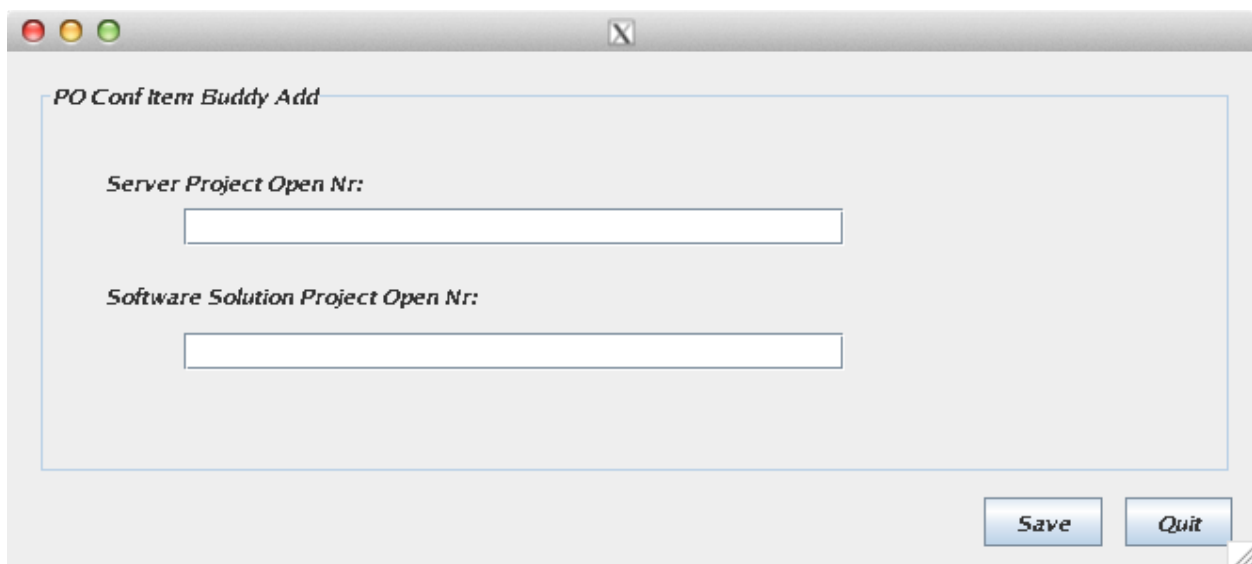 X
PO Conf Item Buddy Add
Server Project Open Nr:
Software Solution Project Open Nr:
Save Quit